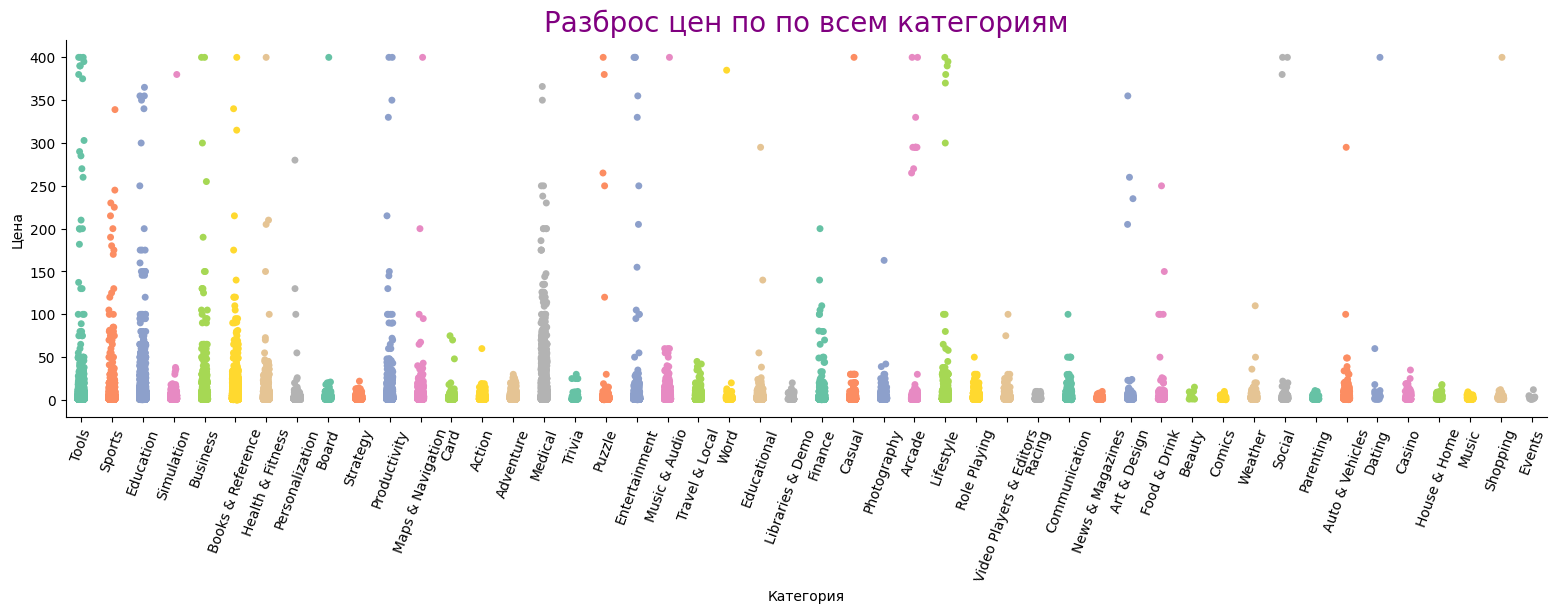 Разброс цен по по всем категориям
Цена
400
350
300
250
200
150
100
50
0
Tools
Sports
Education
Simulation
Business
Books & Reference
Health & Fitness
Personalization
Board
Strategy
Productivity
Maps & Navigation
Card
Action
Adventure
Medical
Trivia
Puzzle
Entertainment
Music & Audio
Travel & Local
Word
Educational
Libraries & Demo
Finance
Casual
Photography
Arcade
Lifestyle
Role Playing
Video Players & Editors
Racing
Communication
News & Magazines
Art & Design
Food & Drink
Beauty
Comics
Weather
Social
Parenting
Auto & Vehicles
Dating
Casino
House & Home
Music
Shopping
Events
Категория